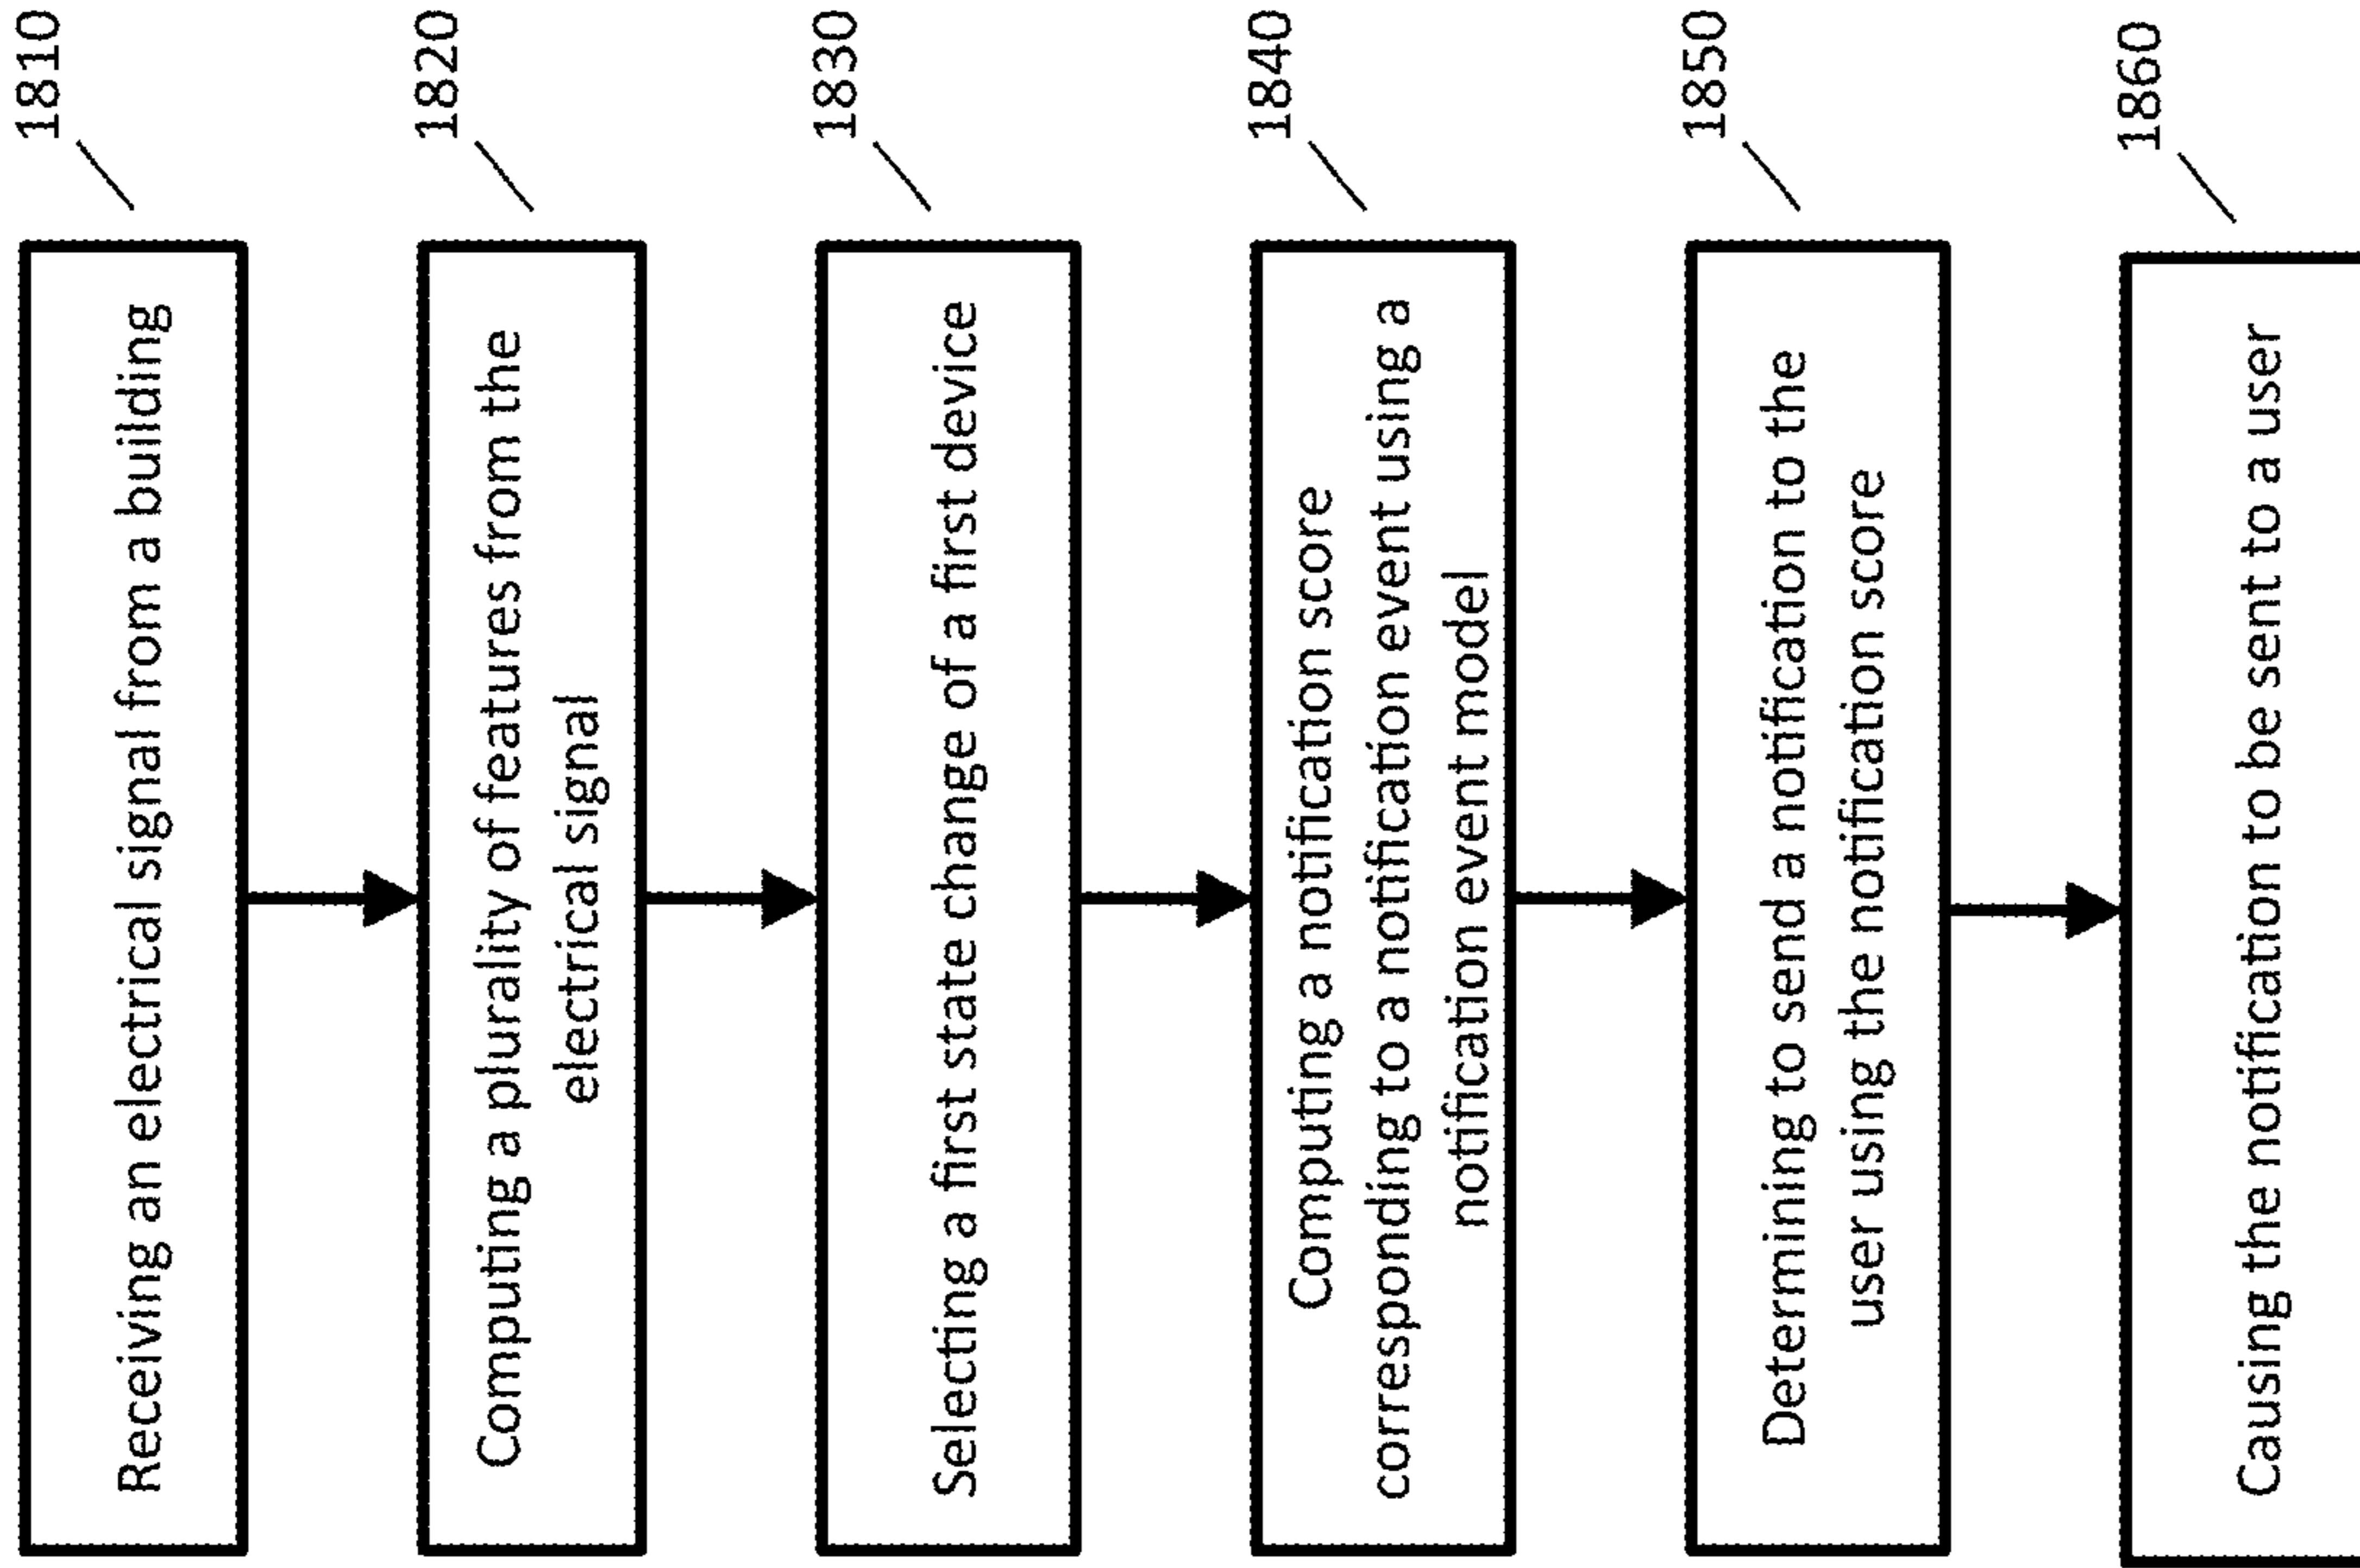 1810
Receiving an electrical signal from a building
1820
Computing a plurality of features from the
electrical signal
1830
Selecting a first state change of a first device
1840
Computing a notification score
corresponding to a notification event using a
notification event model
1850
Determining to send a notification to the
user using the notification score
1860
Causing the notification to be sent to a user